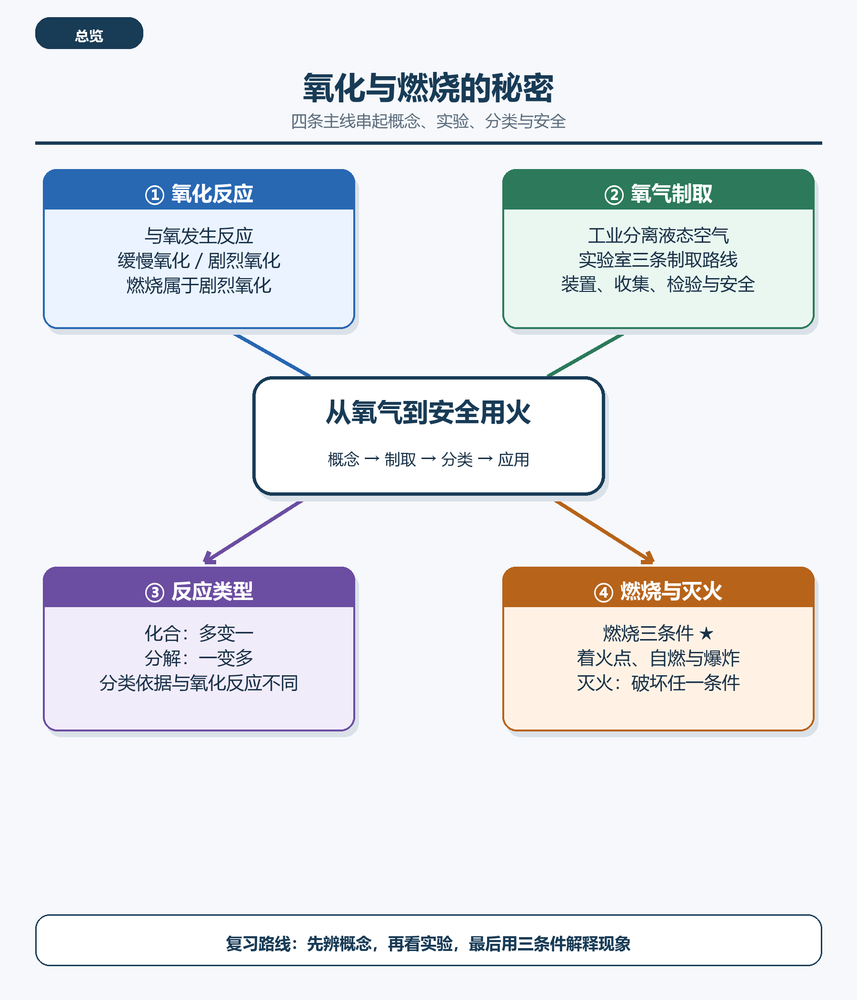 总览
氧化与燃烧的秘密
四条主线串起概念、实验、分类与安全
① 氧化反应
与氧发生反应
缓慢氧化 / 剧烈氧化
燃烧属于剧烈氧化
② 氧气制取
工业分离液态空气
实验室三条制取路线
装置、收集、检验与安全
从氧气到安全用火
概念 → 制取 → 分类 → 应用
③ 反应类型
化合：多变一
分解：一变多
分类依据与氧化反应不同
④ 燃烧与灭火
燃烧三条件 ★
着火点、自燃与爆炸
灭火：破坏任一条件
复习路线：先辨概念，再看实验，最后用三条件解释现象